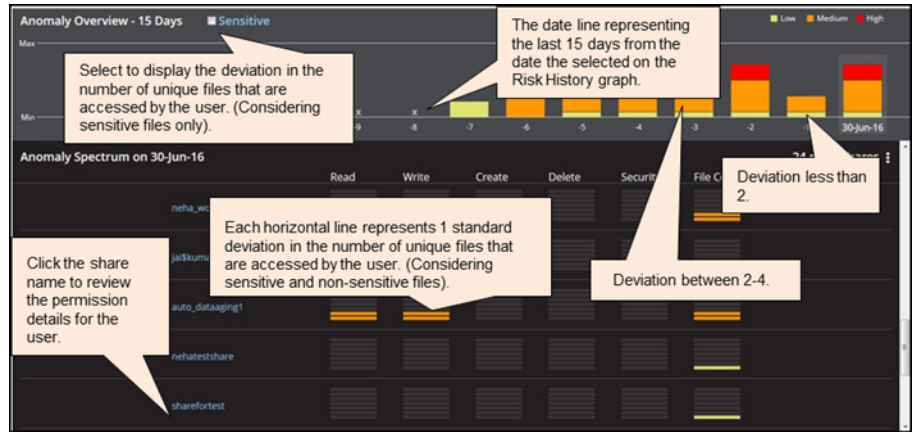 Anomaly Overview - 15 Days
Sensitive
Low
Medium
High
Max
Select to display the deviation in the
number of unique files that are
accessed by the user. (Considering
sensitive files only).
The date line representing
the last 15 days from the
date the selected on the
Risk History graph.
Min
x
x
-9
-8
-7
-6
-5
-4
-3
-2
30-Jun-16
Anomaly Spectrum on 30-Jun-16
Deviation less than
2.
Read
Write
Create
Delete
Each horizontal line represents 1 standard
deviation in the number of unique files that
are accessed by the user. (Considering
sensitive and non-sensitive files).
Click the share
name to review
the permission
details for the
user.
Deviation between 2-4.
auto_dataaging1
nehatestshare
sharefortest